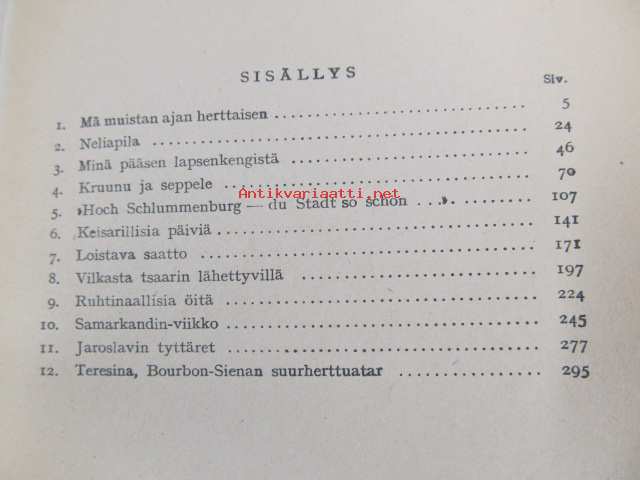 SISÄLLYS
Siv.
1. Mä muistan ajan herttaisen 5
2. Neliapila 24
3. Minä pääsen lapsenkengistä 46
4. Kruunu ja seppele 70
Antikvariaatti.net
5. »Hoch Schlummenburg — du Stadt so schön ...». 107
6. Keisarillisia päiviä 141
7. Loistava saatto 171
8. Vilkasta tsaarin lähettyvillä 197
9. Ruhtinaallisia öitä 224
10. Samarkandin-viikko 245
11. Jaroslavin tyttäret 277
12. Teresina, Bourbon-Sienan suurherttuatar 295